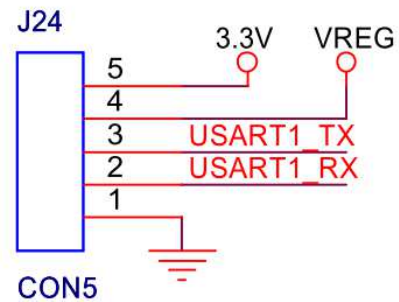 J24
3.3V VREG
5
4
3 USART1_TX
2 USART1_RX
1
CON5